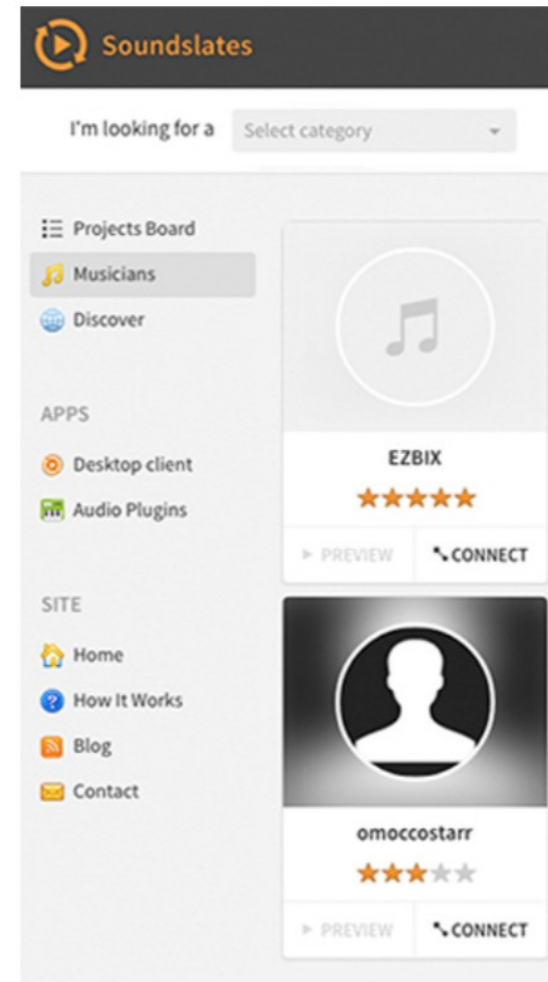 Soundslates
I'm looking for a Select category
Projects Board
Musicians
Discover
APPS
Desktop client
Audio Plugins
SITE
Home
How It Works
Blog
Contact
EZBIX
PREVIEW CONNECT
omoccostarr
PREVIEW CONNECT